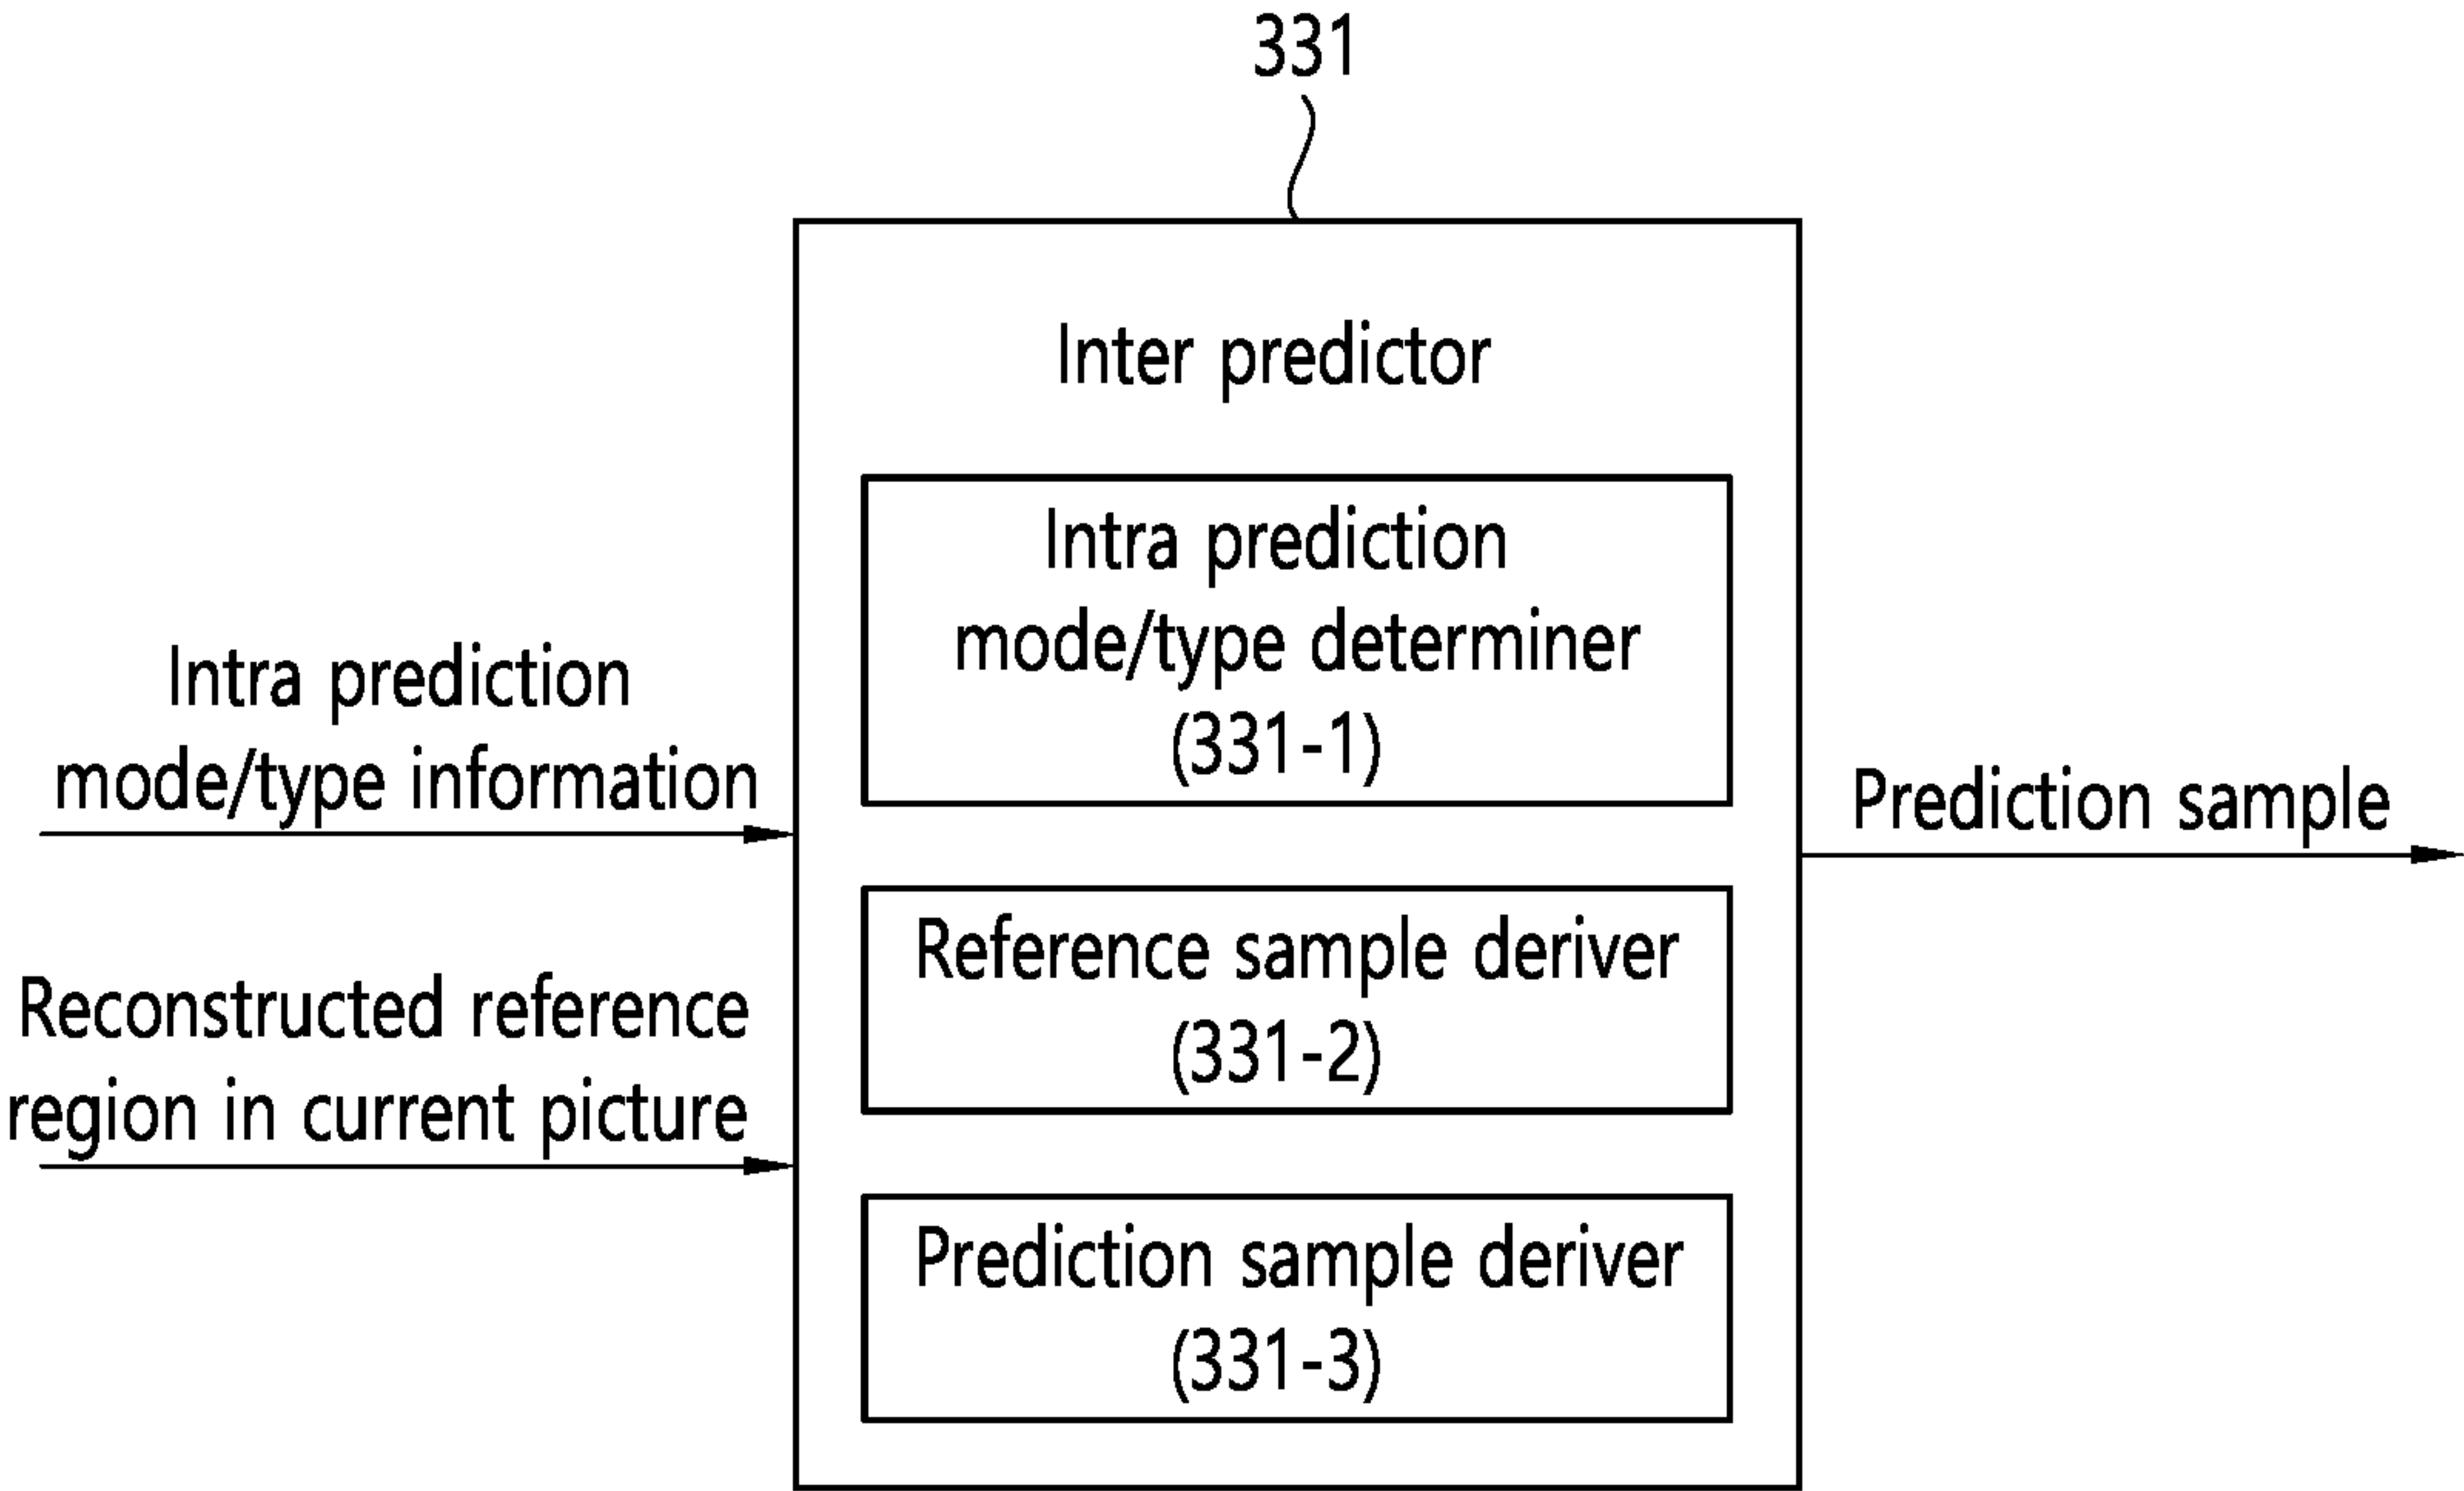 331
Inter predictor
Intra prediction
mode/type determiner
(331-1)
Intra prediction
mode/type information
Reference sample deriver
(331-2)
Reconstructed reference
region in current picture
Prediction sample deriver
(331-3)
Prediction sample